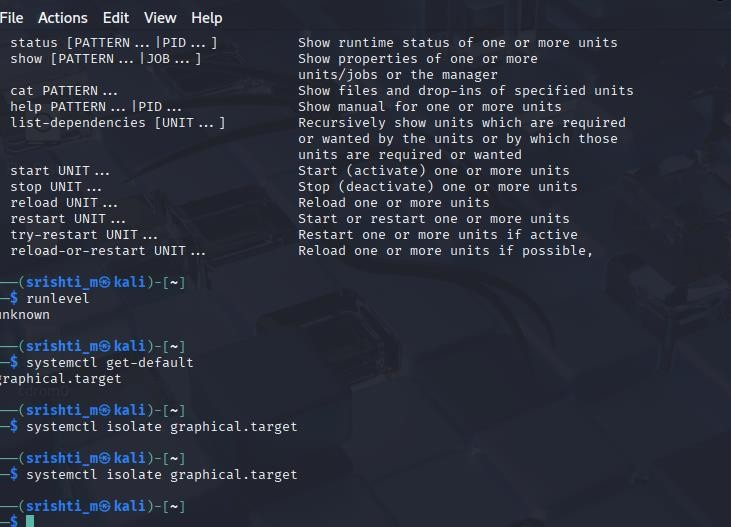 File Actions Edit View Help
status [PATTERN...|PID...] Show runtime status of one or more units
show [PATTERN...|JOB...] Show properties of one or more
units/jobs or the manager
cat PATTERN... Show files and drop-ins of specified units
help PATTERN...|PID... Show manual for one or more units
list-dependencies [UNIT...] Recursively show units which are required
or wanted by the units or by which those
units are required or wanted
start UNIT... Start (activate) one or more units
stop UNIT... Stop (deactivate) one or more units
reload UNIT... Reload one or more units
restart UNIT... Start or restart one or more units
try-restart UNIT... Restart one or more units if active
reload-or-restart UNIT... Reload one or more units if possible,
──(srishti_m㉿kali)-[~]
─$ runlevel
unknown
──(srishti_m㉿kali)-[~]
─$ systemctl get-default
graphical.target
cdrom0
──(srishti_m㉿kali)-[~]
─$ systemctl isolate graphical.target
──(srishti_m㉿kali)-[~]
─$ systemctl isolate graphical.target
──(srishti_m㉿kali)-[~]
─$